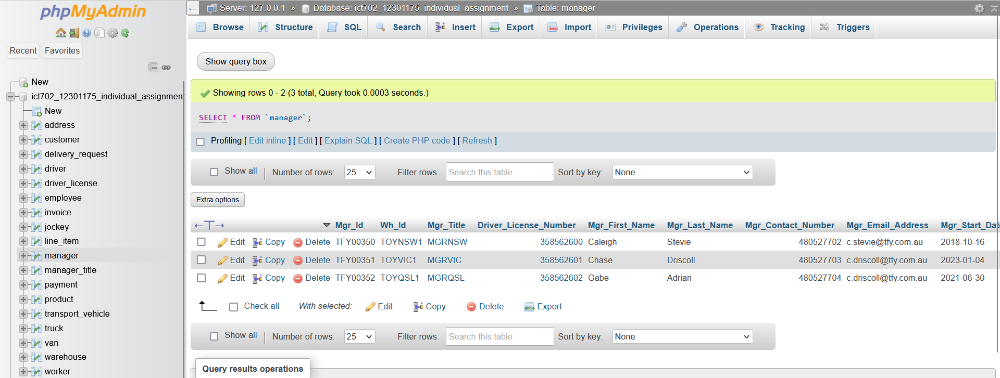 phpMyAdmin
Recent Favorites
New
ict702_12301175_individual_assignment
New
address
customer
delivery_request
driver
driver_license
employee
invoice
jockey
line_item
manager
manager_title
payment
product
transport_vehicle
truck
van
warehouse
worker
Server: 127.0.0.1 » Database: ict702_12301175_individual_assignment » Table: manager
Browse Structure SQL Search Insert Export Import Privileges Operations Tracking Triggers
Show query box
Showing rows 0 - 2 (3 total, Query took 0.0003 seconds.)
SELECT * FROM `manager`;
Profiling [ Edit inline ] [ Edit ] [ Explain SQL ] [ Create PHP code ] [ Refresh ]
Show all | Number of rows: 25 Filter rows: Search this table Sort by key: None
Extra options
←T→ Mgr_Id Wh_Id Mgr_Title Driver_License_Number Mgr_First_Name Mgr_Last_Name Mgr_Contact_Number Mgr_Email_Address Mgr_Start_Dat
Edit Copy Delete TFY00350 TOYNSW1 MGRNSW 358562600 Caleigh Stevie 480527702 c.stevie@tfy.com.au 2018-10-16
Edit Copy Delete TFY00351 TOYVIC1 MGRVIC 358562601 Chase Driscoll 480527703 c.driscoll@tfy.com.au 2023-01-04
Edit Copy Delete TFY00352 TOYQSL1 MGRQSL 358562602 Gabe Adrian 480527704 c.driscoll@tfy.com.au 2021-06-30
Check all With selected: Edit Copy Delete Export
Show all | Number of rows: 25 Filter rows: Search this table Sort by key: None
Query results operations